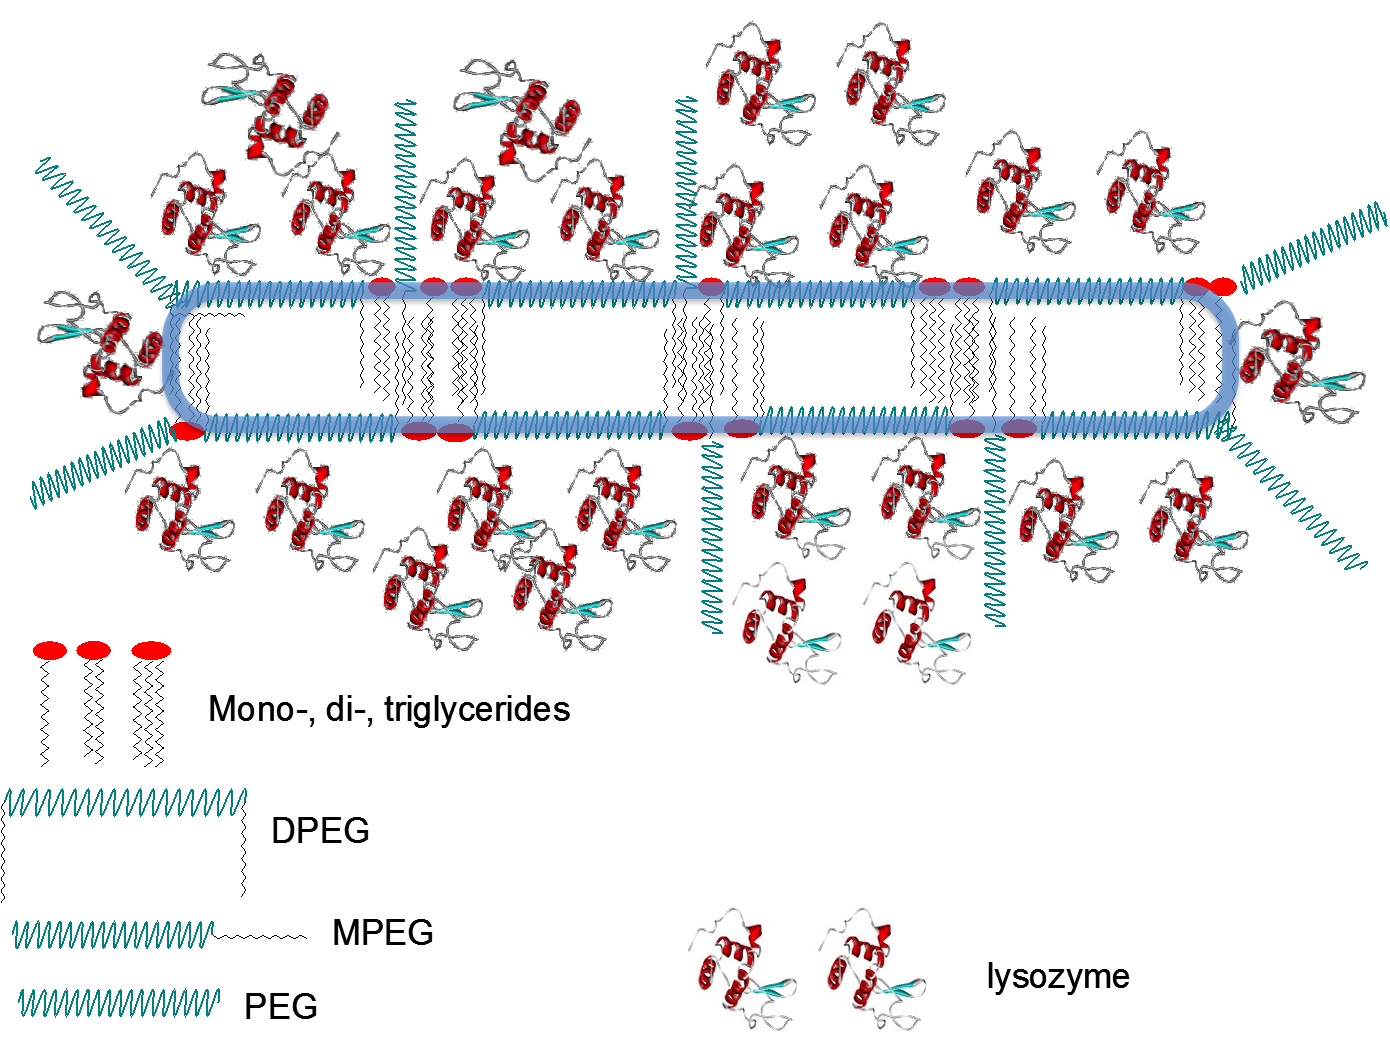 Mono-, di-, triglycerides
DPEG
MPEG
lysozyme
PEG